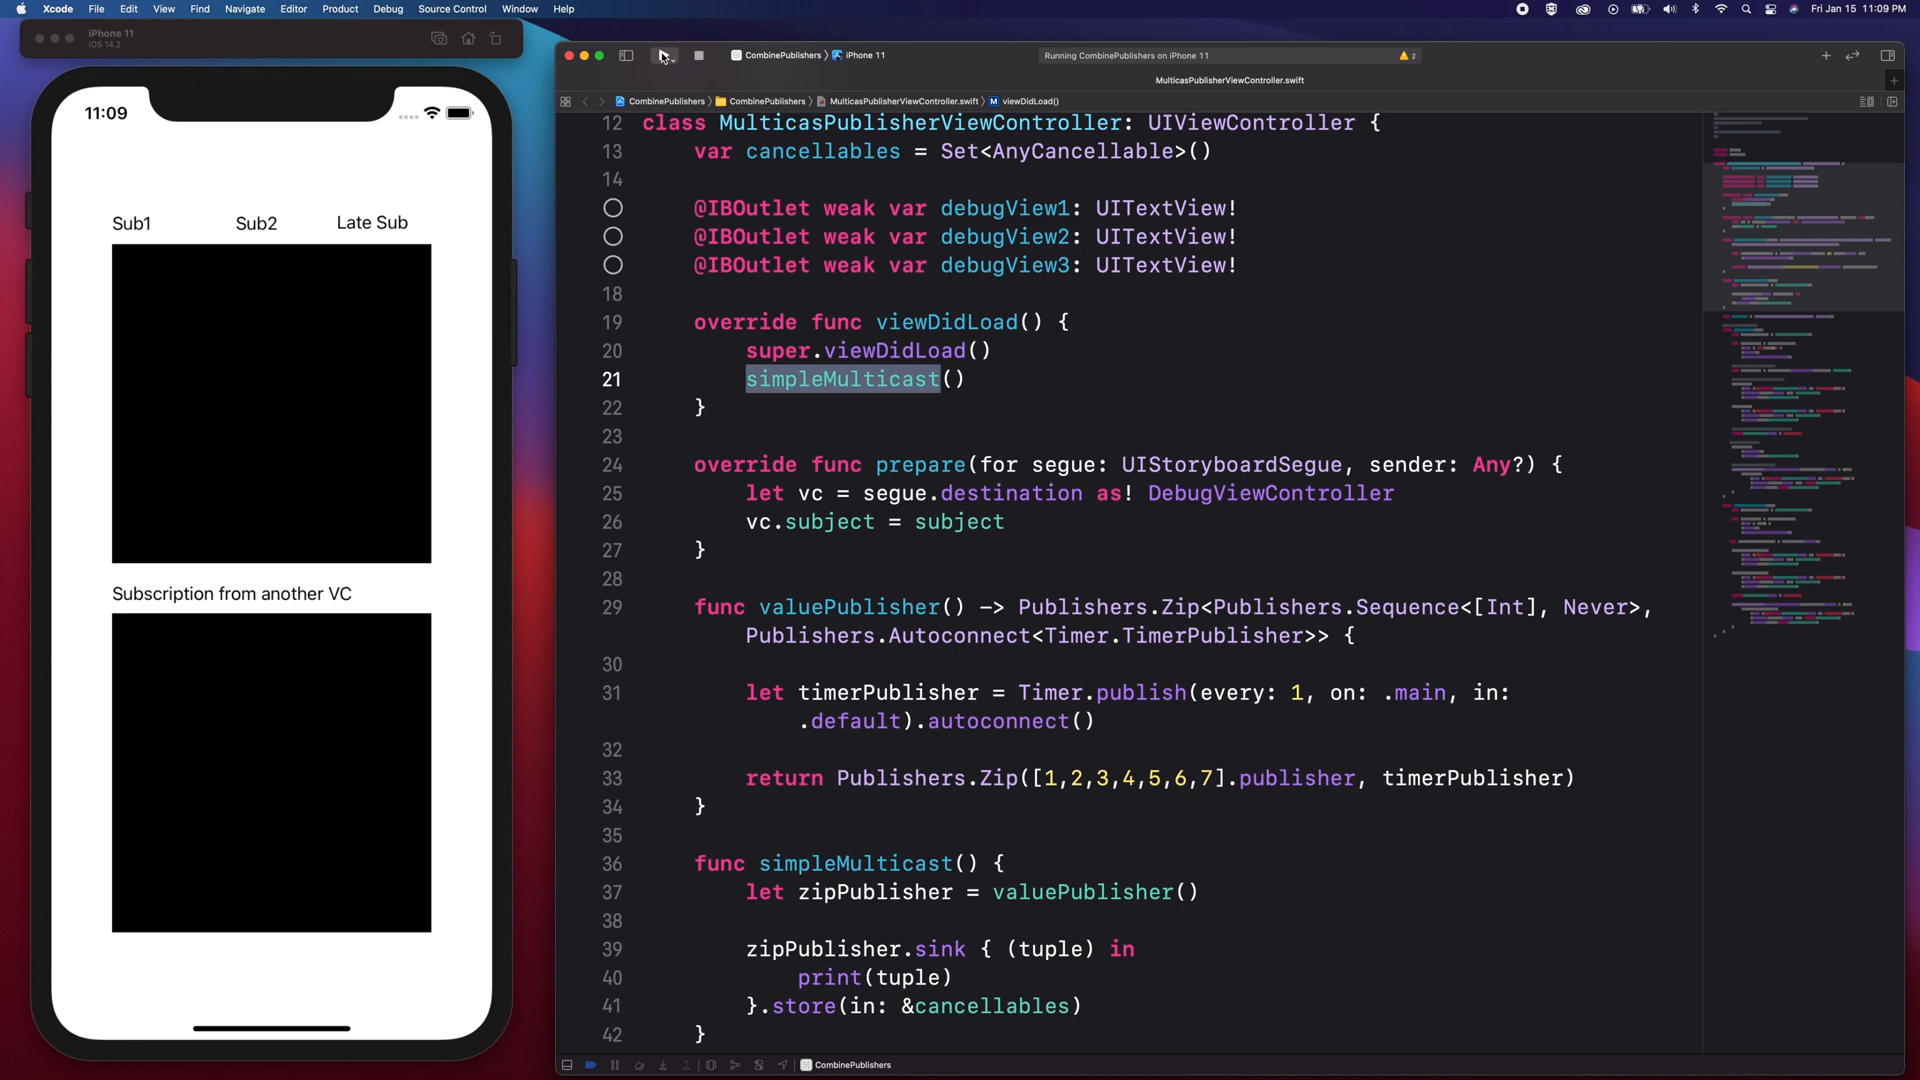 Xcode File Edit View Find Navigate Editor Product Debug Source Control Window Help
Fri Jan 15 11:09 PM
iPhone 11
iOS 14.2
11:09
Sub1 Sub2 Late Sub
Subscription from another VC
CombinePublishers iPhone 11
Running CombinePublishers on iPhone 11
2
MulticasPublisherViewController.swift
CombinePublishers CombinePublishers MulticasPublisherViewController.swift M viewDidLoad()
12 class MulticasPublisherViewController: UIViewController {
13 var cancellables = Set<AnyCancellable>()
14
@IBOutlet weak var debugView1: UITextView!
@IBOutlet weak var debugView2: UITextView!
@IBOutlet weak var debugView3: UITextView!
18
19 override func viewDidLoad() {
20 super.viewDidLoad()
21 simpleMulticast()
22 }
23
24 override func prepare(for segue: UIStoryboardSegue, sender: Any?) {
25 let vc = segue.destination as! DebugViewController
26 vc.subject = subject
27 }
28
29 func valuePublisher() -> Publishers.Zip<Publishers.Sequence<[Int], Never>,
Publishers.Autoconnect<Timer.TimerPublisher>> {
30
31 let timerPublisher = Timer.publish(every: 1, on: .main, in:
.default).autoconnect()
32
33 return Publishers.Zip([1,2,3,4,5,6,7].publisher, timerPublisher)
34 }
35
36 func simpleMulticast() {
37 let zipPublisher = valuePublisher()
38
39 zipPublisher.sink { (tuple) in
40 print(tuple)
41 }.store(in: &cancellables)
42 }
CombinePublishers